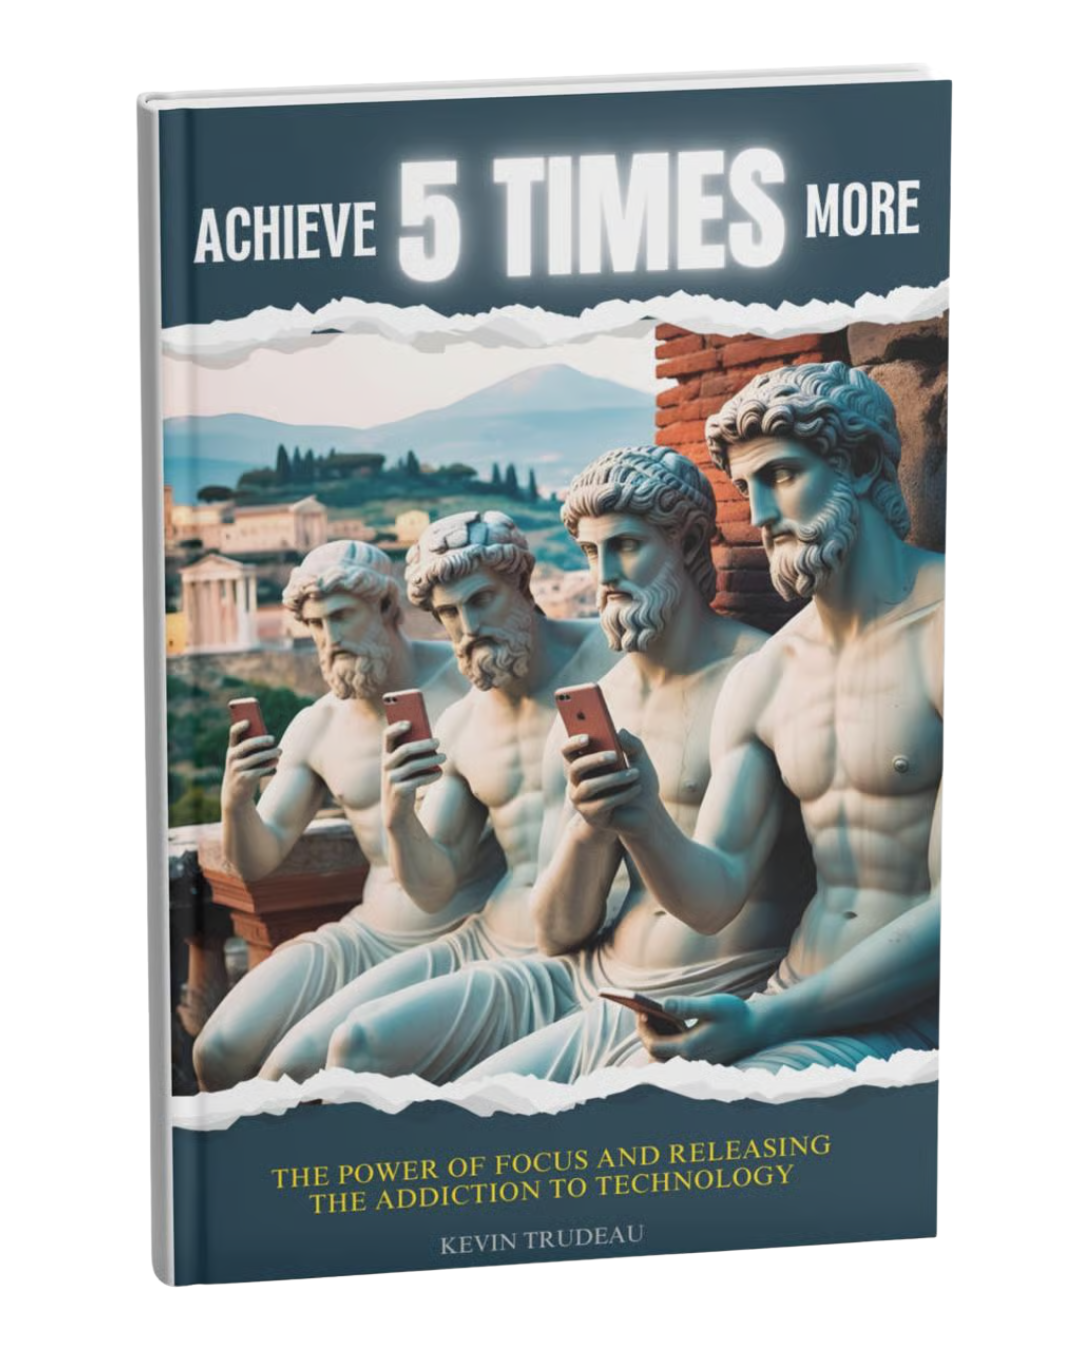 ACHIEVE 5 TIMES MORE
THE POWER OF FOCUS AND RELEASING
THE ADDICTION TO TECHNOLOGY
KEVIN TRUDEAU